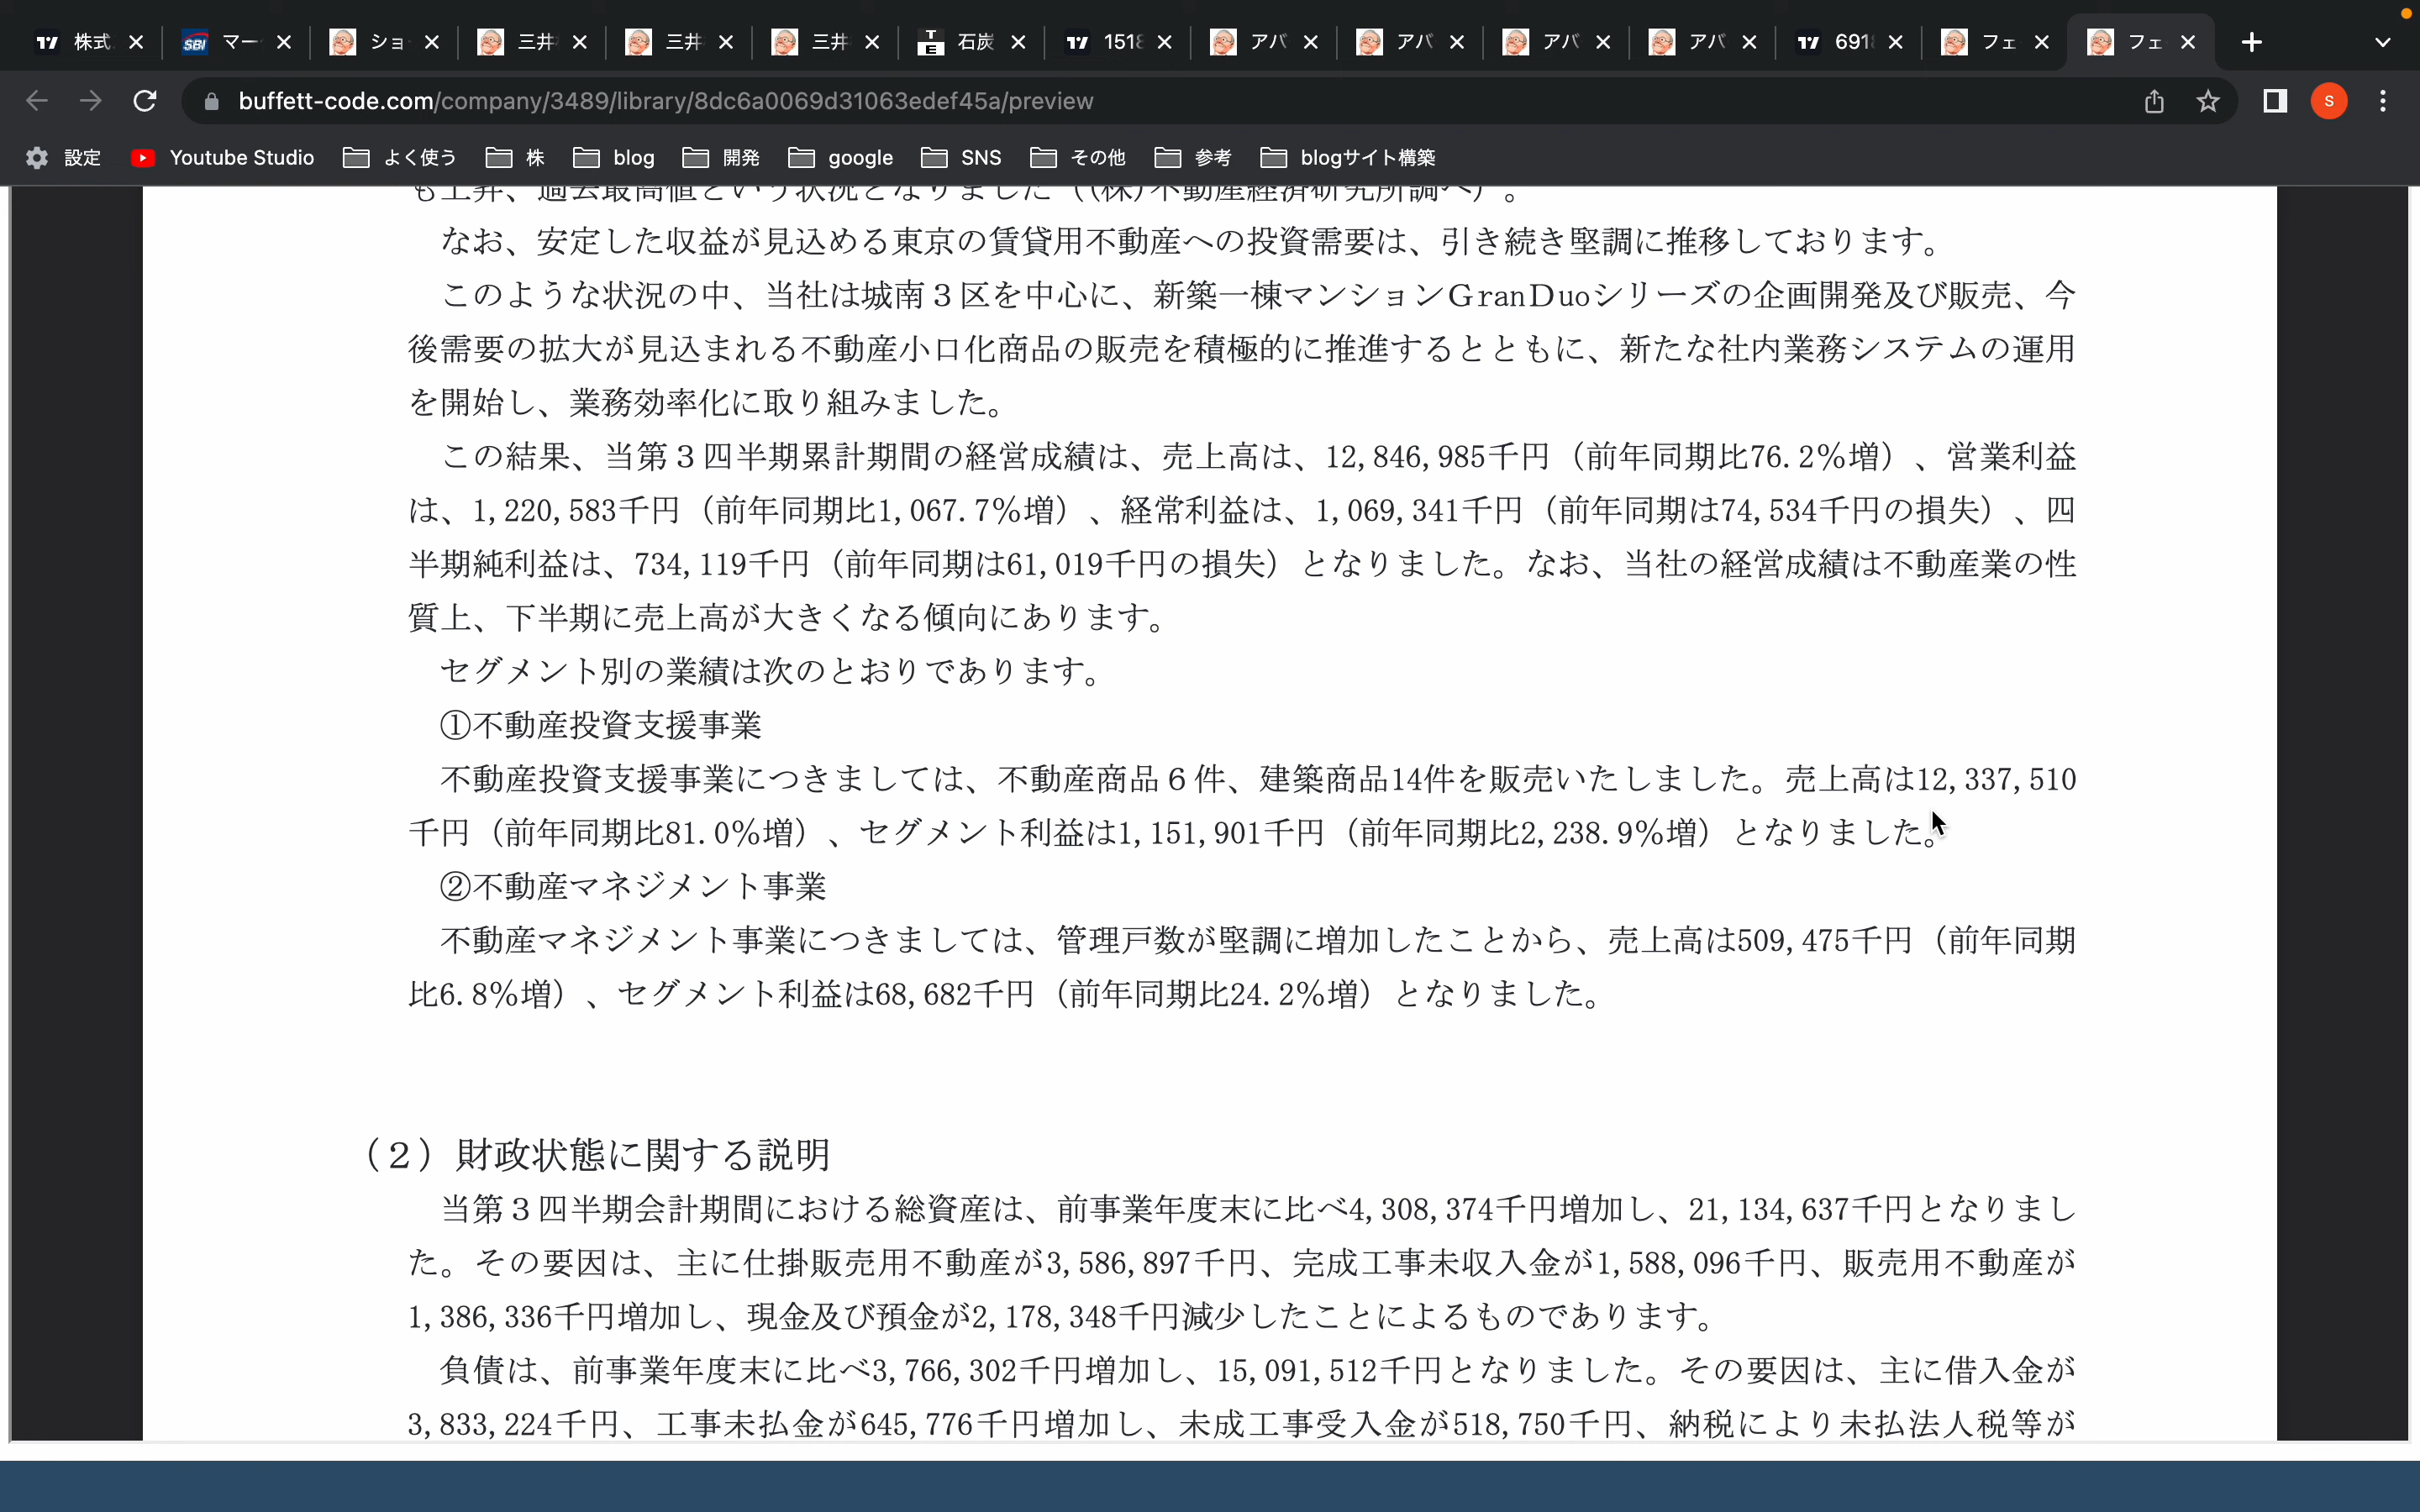 株式 マー ショ 三井 三井 三井 石炭 1518 アバ アバ アバ アバ 691 フェ フェ
buffett-code.com/company/3489/library/8dc6a0069d31063edef45a/preview S
設定 Youtube Studio よく使う 株 blog 開発 google SNS その他 参考 blogサイト構築
も上昇、過去最高値という状況となりました（(株)不動産経済研究所調べ）。
なお、安定した収益が見込める東京の賃貸用不動産への投資需要は、引き続き堅調に推移しております。
このような状況の中、当社は城南３区を中心に、新築一棟マンションＧranＤuoシリーズの企画開発及び販売、今
後需要の拡大が見込まれる不動産小口化商品の販売を積極的に推進するとともに、新たな社内業務システムの運用
を開始し、業務効率化に取り組みました。
この結果、当第３四半期累計期間の経営成績は、売上高は、12,846,985千円（前年同期比76.2％増）、営業利益
は、1,220,583千円（前年同期比1,067.7％増）、経常利益は、1,069,341千円（前年同期は74,534千円の損失）、四
半期純利益は、734,119千円（前年同期は61,019千円の損失）となりました。なお、当社の経営成績は不動産業の性
質上、下半期に売上高が大きくなる傾向にあります。
セグメント別の業績は次のとおりであります。
①不動産投資支援事業
不動産投資支援事業につきましては、不動産商品６件、建築商品14件を販売いたしました。売上高は12,337,510
千円（前年同期比81.0％増）、セグメント利益は1,151,901千円（前年同期比2,238.9％増）となりました。
②不動産マネジメント事業
不動産マネジメント事業につきましては、管理戸数が堅調に増加したことから、売上高は509,475千円（前年同期
比6.8％増）、セグメント利益は68,682千円（前年同期比24.2％増）となりました。
（２）財政状態に関する説明
当第３四半期会計期間における総資産は、前事業年度末に比べ4,308,374千円増加し、21,134,637千円となりまし
た。その要因は、主に仕掛販売用不動産が3,586,897千円、完成工事未収入金が1,588,096千円、販売用不動産が
1,386,336千円増加し、現金及び預金が2,178,348千円減少したことによるものであります。
負債は、前事業年度末に比べ3,766,302千円増加し、15,091,512千円となりました。その要因は、主に借入金が
3,833,224千円、工事未払金が645,776千円増加し、未成工事受入金が518,750千円、納税により未払法人税等が